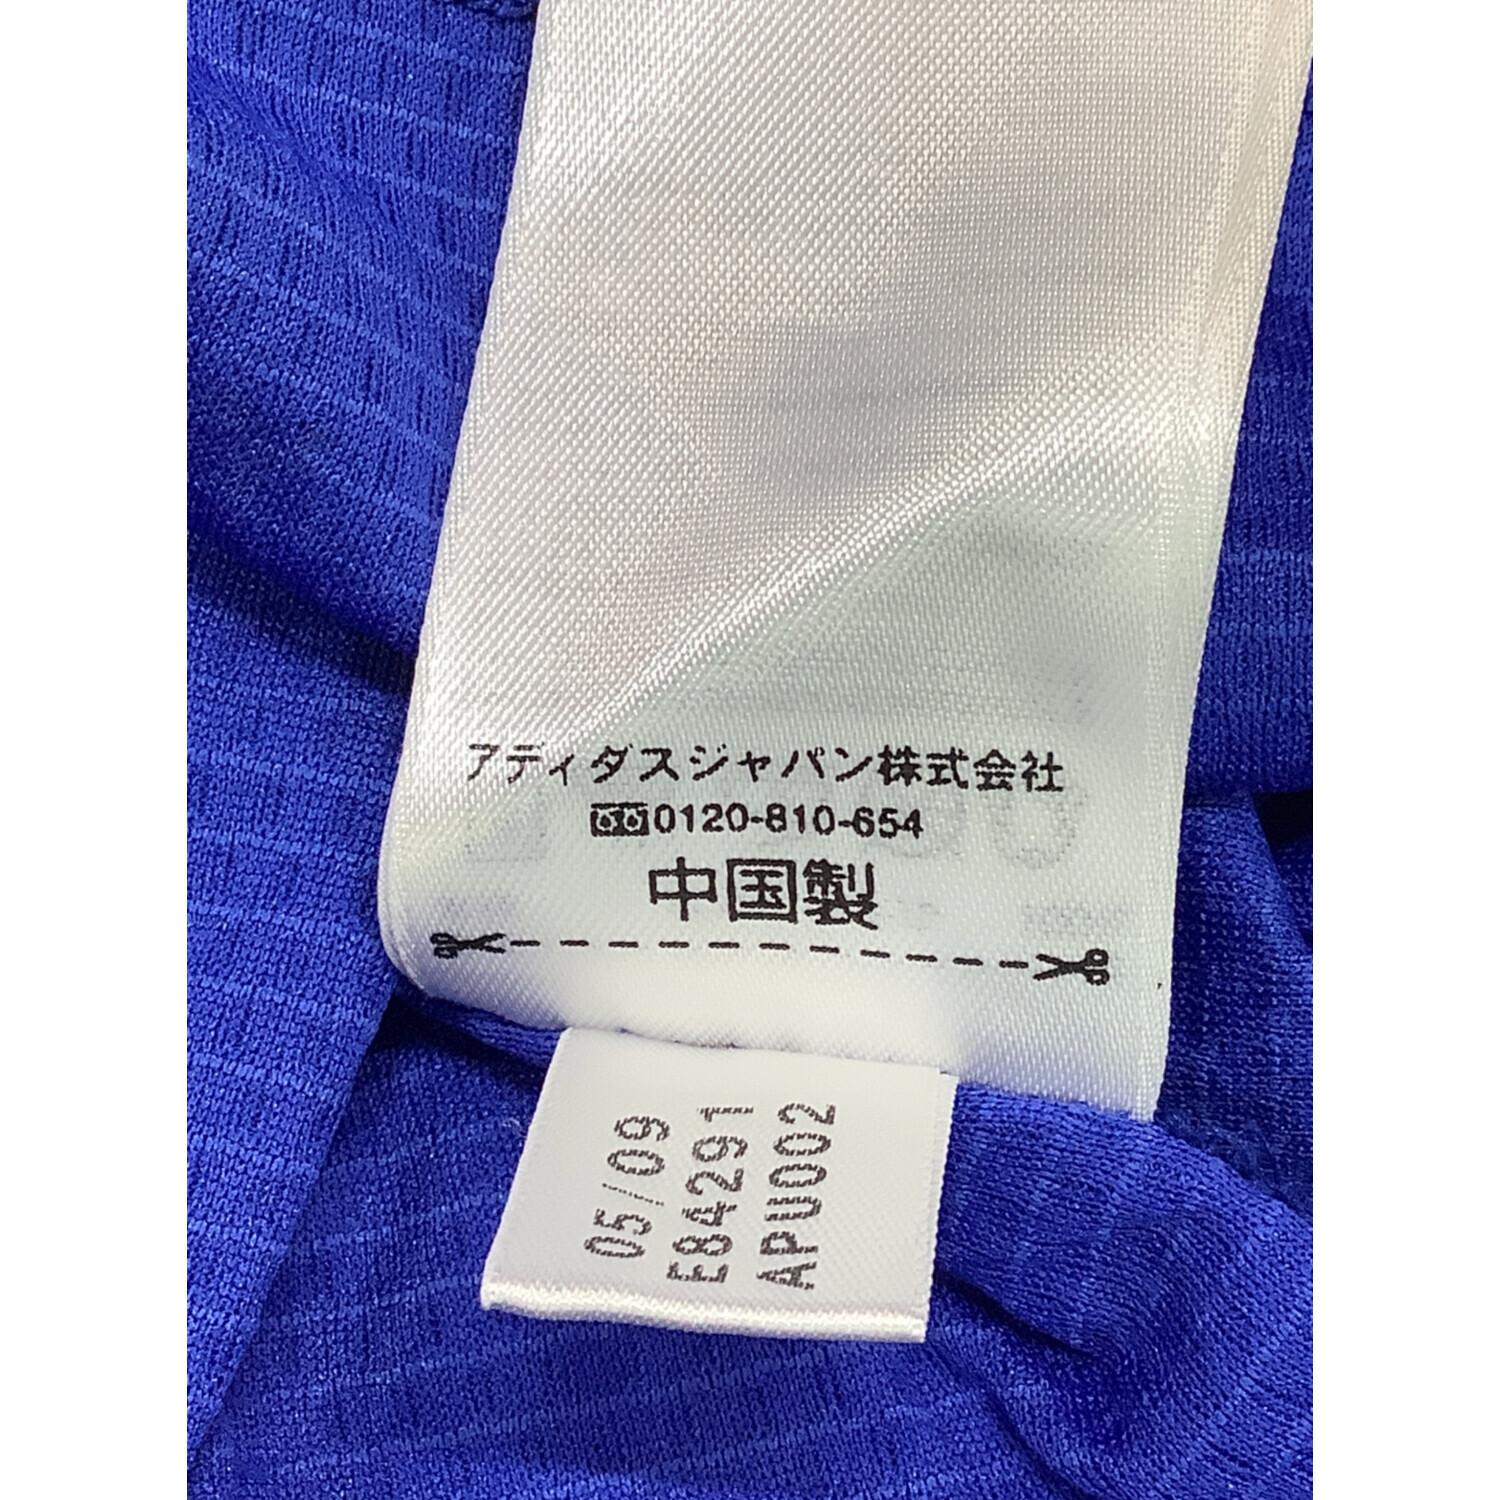 アディダスジャパン株式会社
0120-810-654
中国製
05/09
E84291
APU002